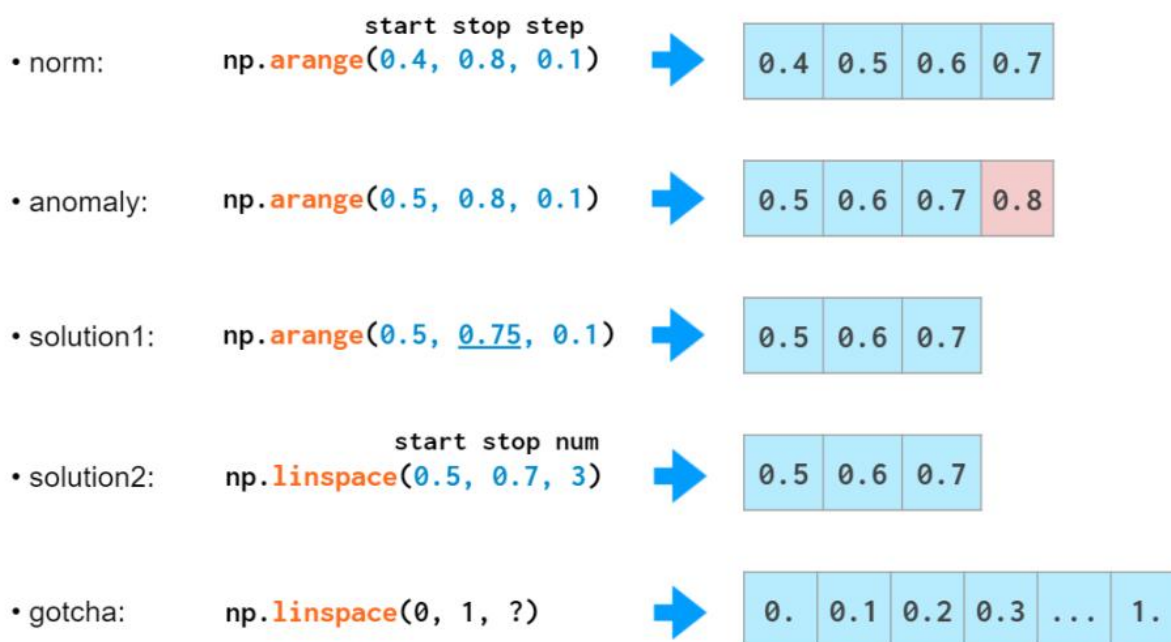 start stop step
• norm: np.arange(0.4, 0.8, 0.1) 0.4 0.5 0.6 0.7
• anomaly: np.arange(0.5, 0.8, 0.1) 0.5 0.6 0.7 0.8
• solution1: np.arange(0.5, 0.75, 0.1) 0.5 0.6 0.7
start stop num
• solution2: np.linspace(0.5, 0.7, 3) 0.5 0.6 0.7
• gotcha: np.linspace(0, 1, ?) 0. 0.1 0.2 0.3 ... 1.